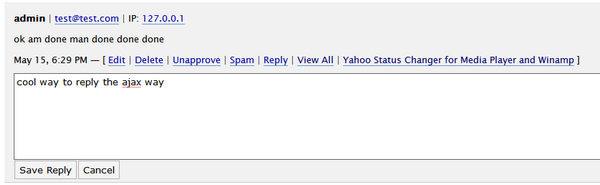 admin | test@test.com | IP: 127.0.0.1
ok am done man done done done
May 15, 6:29 PM — [ Edit | Delete | Unapprove | Spam | Reply | View All | Yahoo Status Changer for Media Player and Winamp ]
cool way to reply the ajax way
Save Reply Cancel